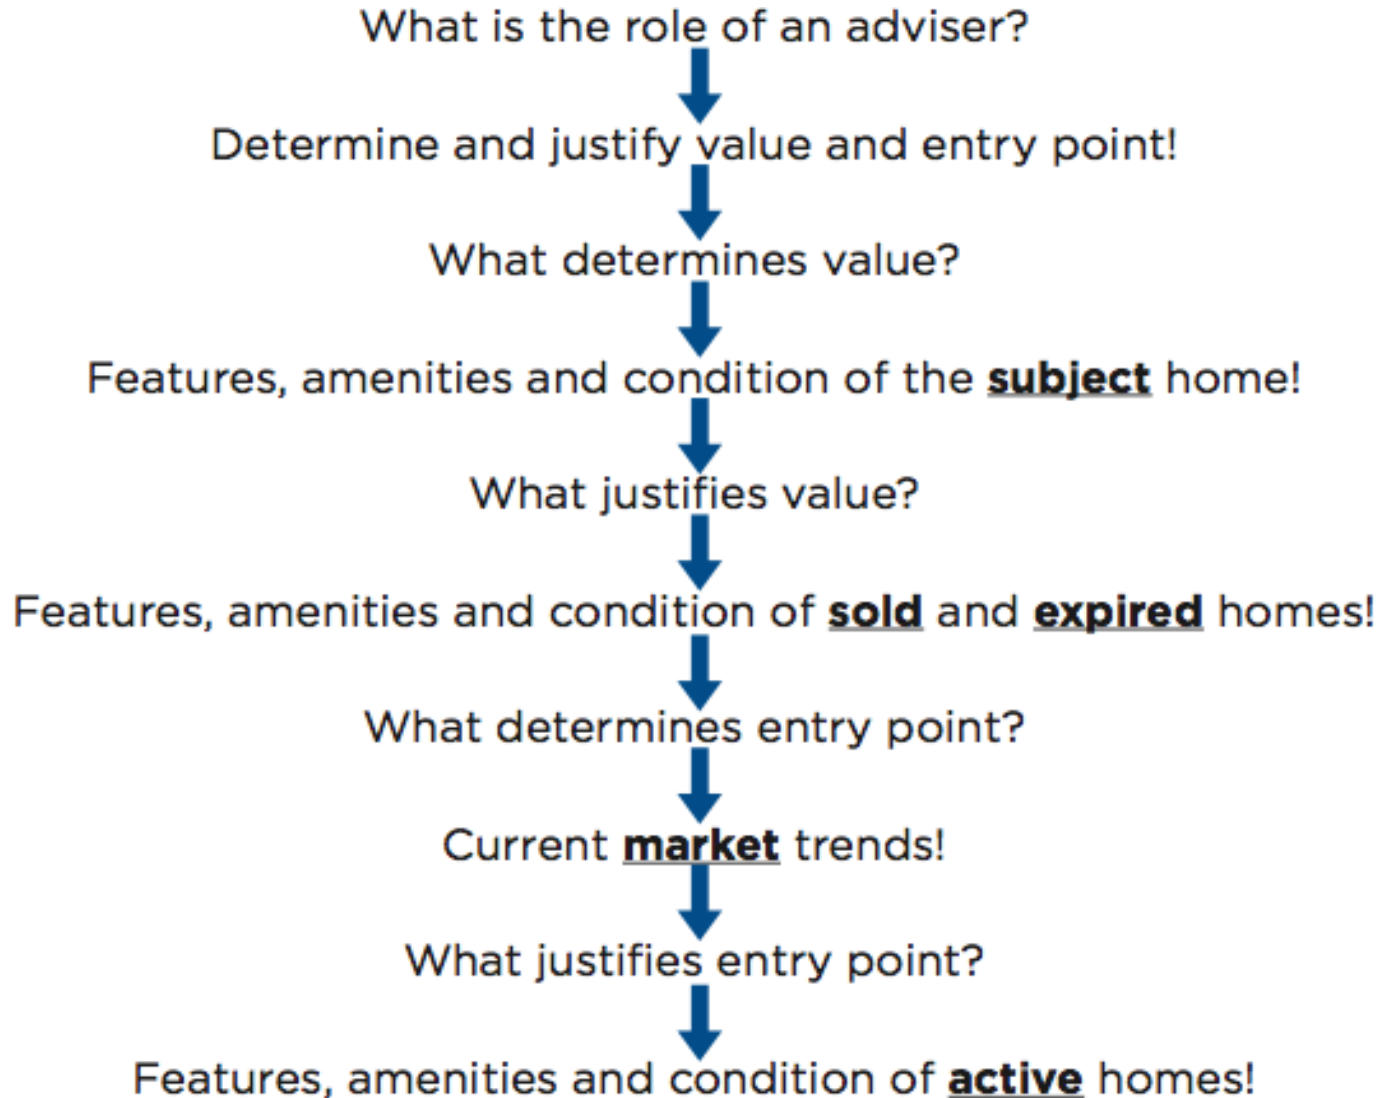 What is the role of an adviser?
Determine and justify value and entry point!
What determines value?
Features, amenities and condition of the subject home!
What justifies value?
Features, amenities and condition of sold and expired homes!
What determines entry point?
Current market trends!
What justifies entry point?
Features, amenities and condition of active homes!